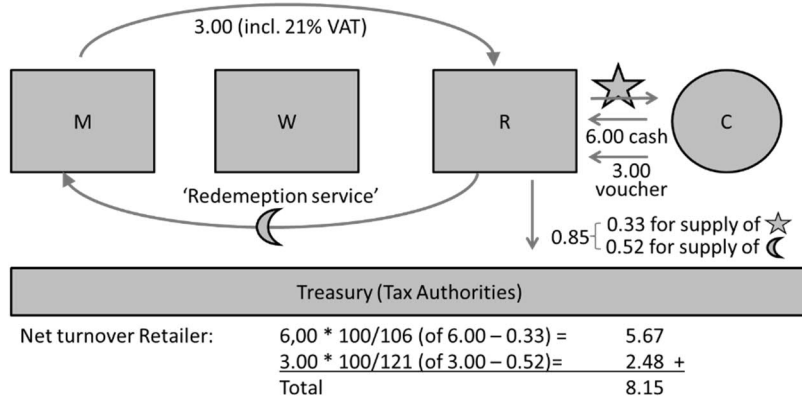 3.00 (incl. 21% VAT)
M
W
R
C
6.00 cash
3.00
voucher
'Redemeption service'
0.85
0.33 for supply of
0.52 for supply of
Treasury (Tax Authorities)
Net turnover Retailer: 6,00 * 100/106 (of 6.00 – 0.33) = 5.67
3.00 * 100/121 (of 3.00 – 0.52)= 2.48 +
Total 8.15